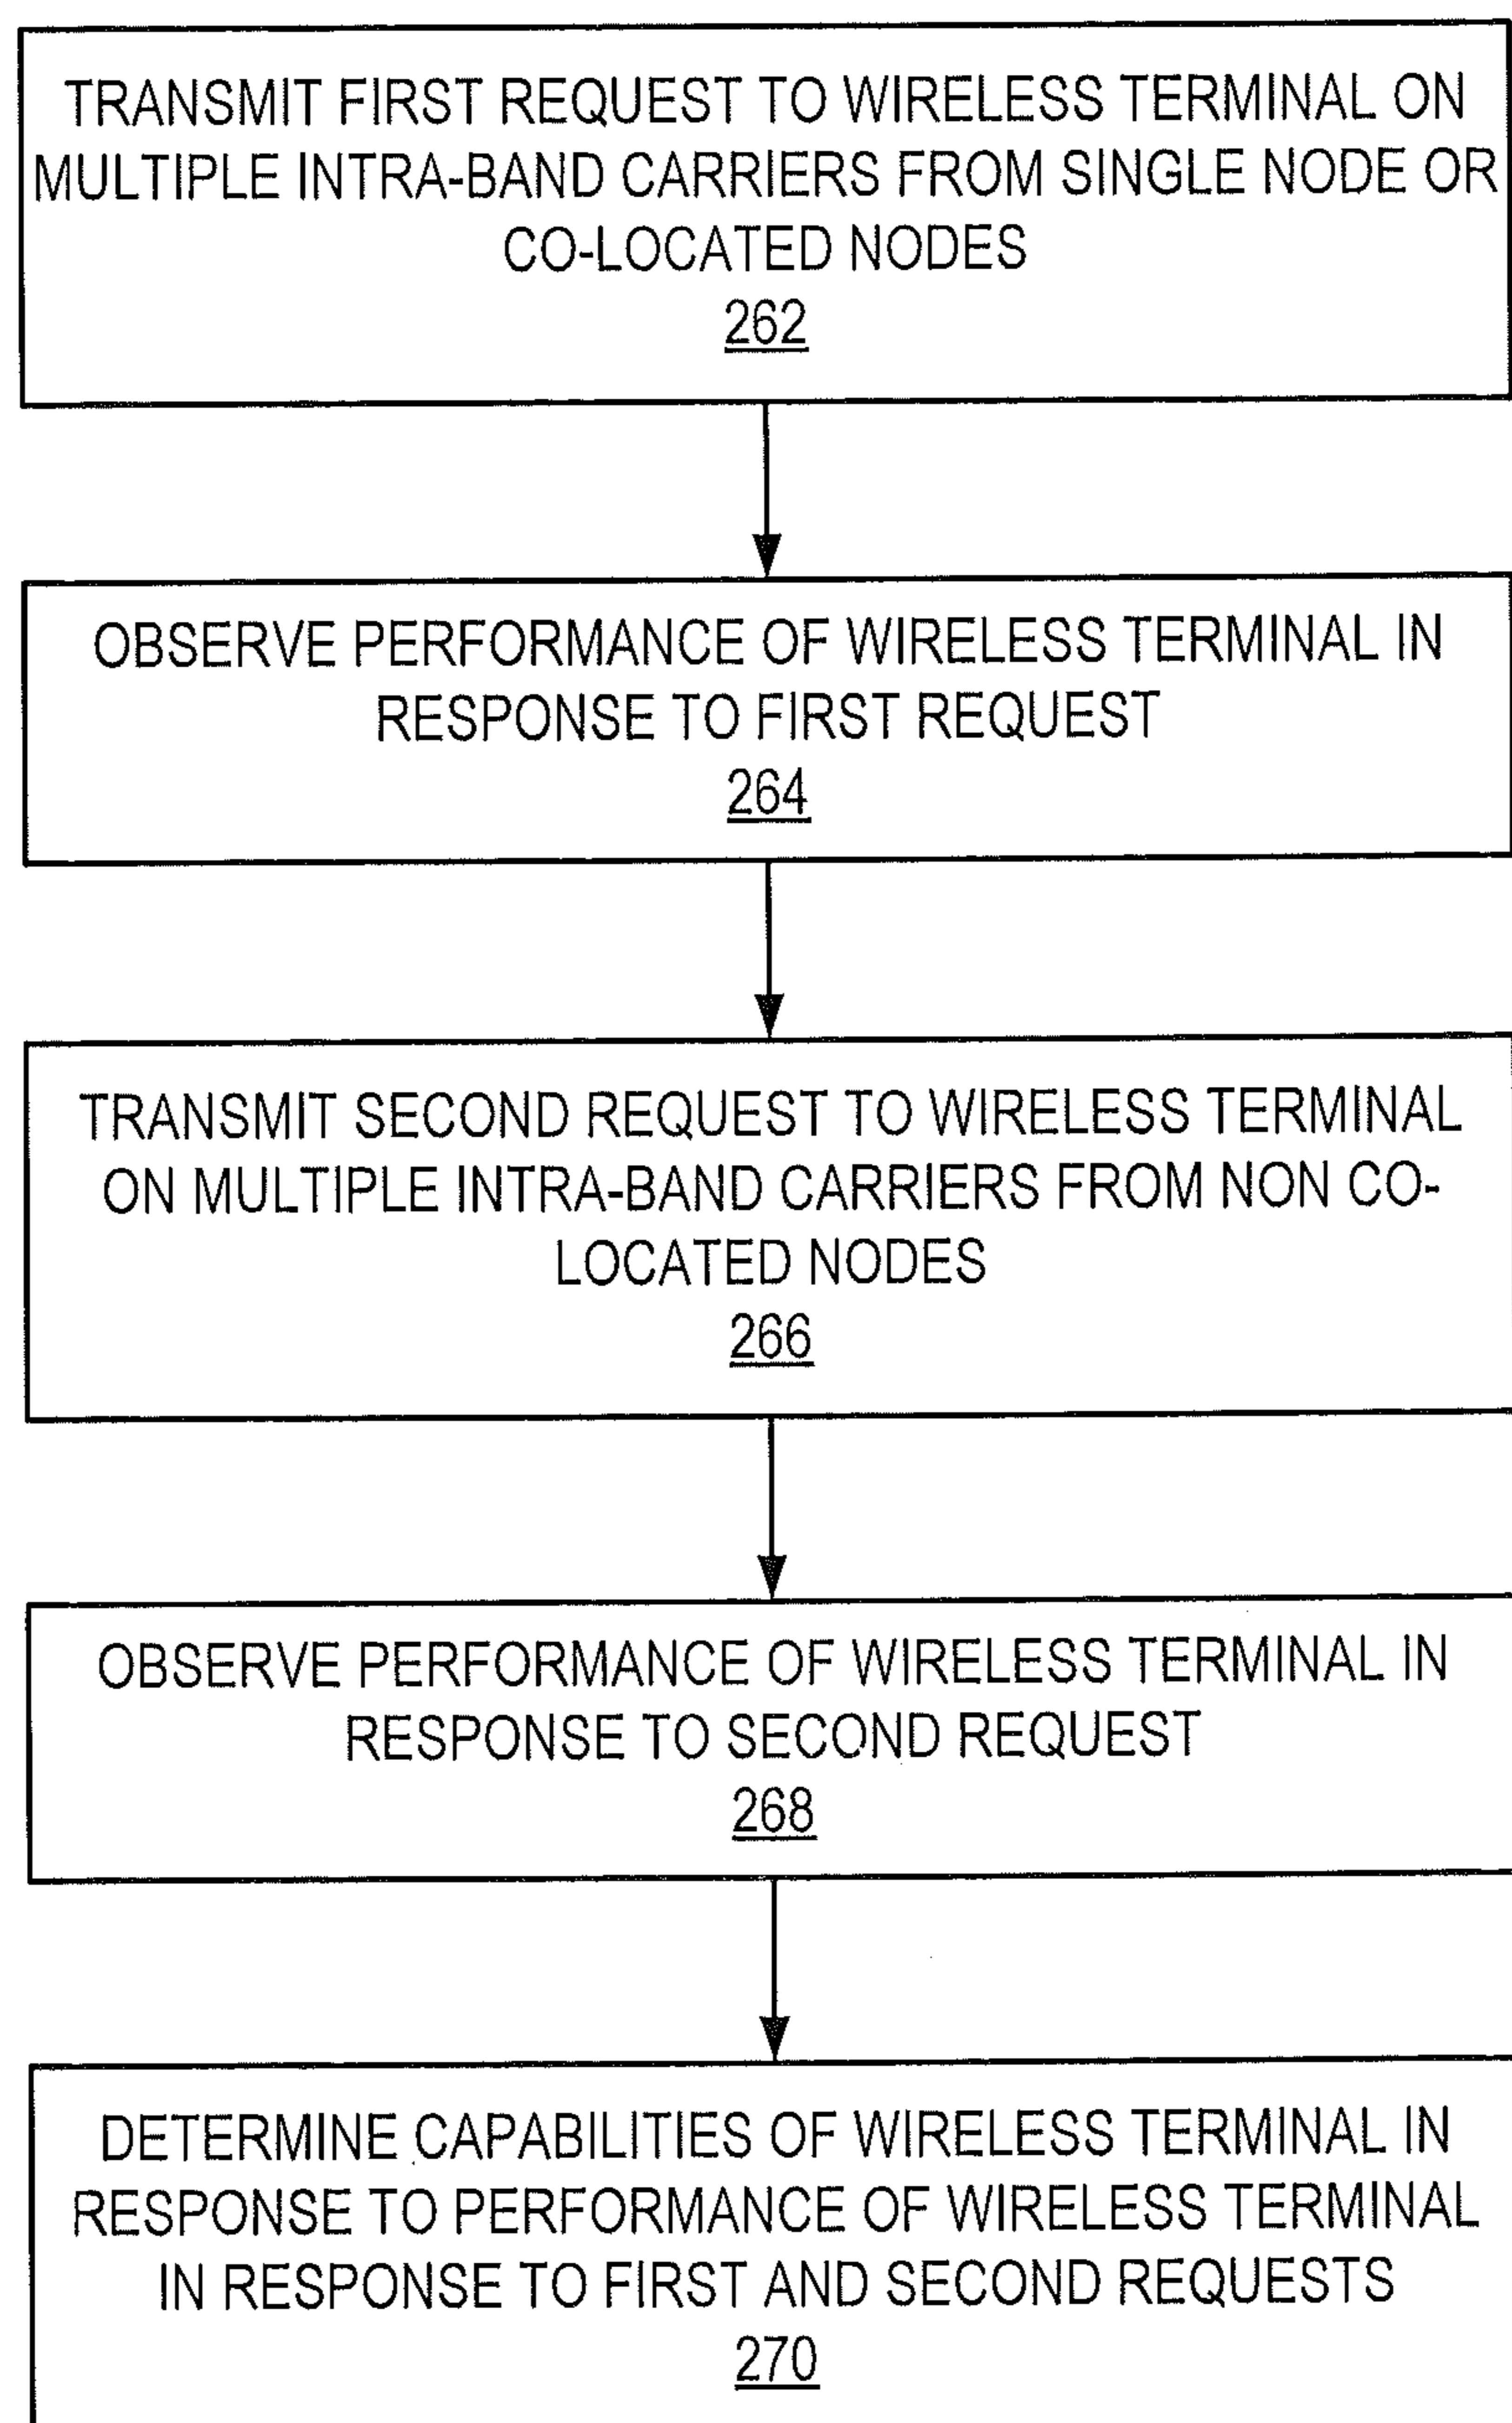 TRANSMIT FIRST REQUEST TO WIRELESS TERMINAL ON
MULTIPLE INTRA-BAND CARRIERS FROM SINGLE NODE OR
CO-LOCATED NODES
262
OBSERVE PERFORMANCE OF WIRELESS TERMINAL IN
RESPONSE TO FIRST REQUEST
264
TRANSMIT SECOND REQUEST TO WIRELESS TERMINAL
ON MULTIPLE INTRA-BAND CARRIERS FROM NON CO-
LOCATED NODES
266
OBSERVE PERFORMANCE OF WIRELESS TERMINAL IN
RESPONSE TO SECOND REQUEST
268
DETERMINE CAPABILITIES OF WIRELESS TERMINAL IN
RESPONSE TO PERFORMANCE OF WIRELESS TERMINAL
IN RESPONSE TO FIRST AND SECOND REQUESTS
270